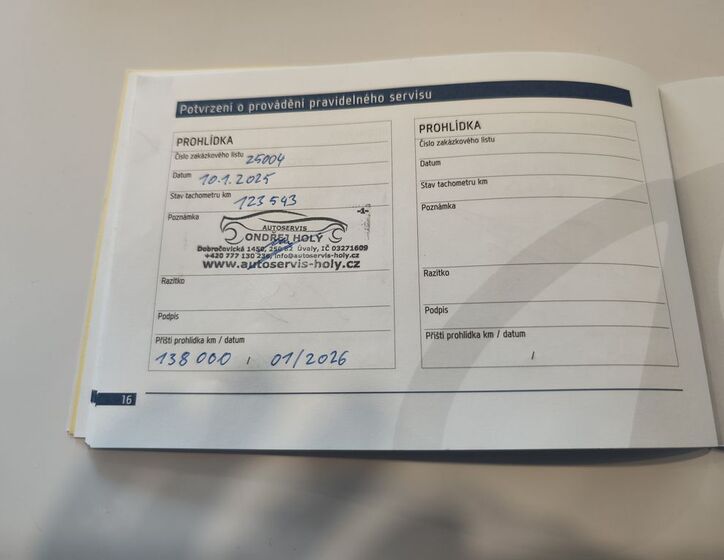 Potvrzení o provádění pravidelného servisu
PROHLÍDKA
Číslo zakázkového listu 25004
Datum 10.1.2025
Stav tachometru km 123 543
Poznámka
-1-
AUTOSERVIS
ONDŘEJ HOLÝ
Dobročovická 1450, 250 82 Úvaly, IČ 03271609
+420 777 130 236, info@autoservis-holy.cz
www.autoservis-holy.cz
Razítko
Podpis
Příští prohlídka km / datum
138 000 / 01/2026
PROHLÍDKA
Číslo zakázkového listu
Datum
Stav tachometru km
Poznámka
Razítko
Podpis
Příští prohlídka km / datum
/
16